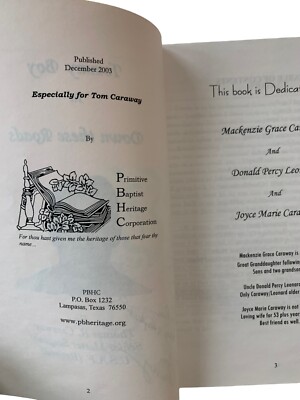 Published
December 2003
Especially for Tom Caraway
By
Primitive
Baptist
Heritage
Corporation
For thou hast given me the heritage of those that fear thy
name...
PBHC
P.O. Box 1232
Lampasas, Texas 76550
www.pbheritage.org
2
This book is Dedica
Mackenzie Grace Ca
And
Donald Percy Leo
And
Joyce Marie Cara
Mackenzie Grace Caraway is
Great Granddaughter following
Sons and two grandson
Uncle Donald Percy Leonard
Only Caraway/Leonard older
Joyce Marie Caraway is not
Loving wife for 53 plus year
Best friend as well.
3